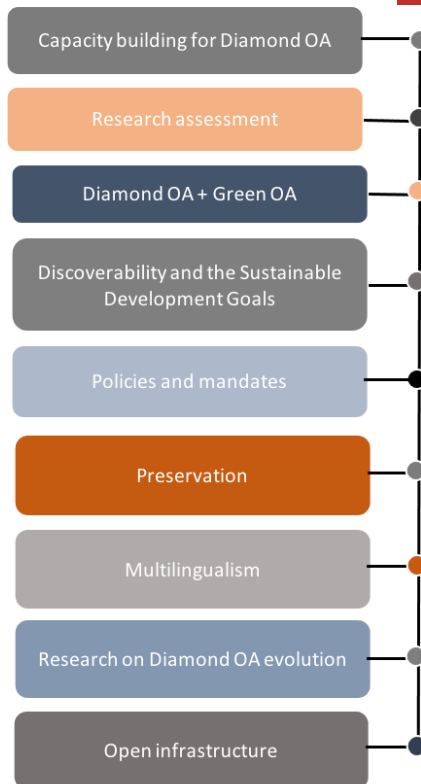 Capacity building for Diamond OA
Research assessment
Diamond OA + Green OA
Discoverability and the Sustainable
Development Goals
Policies and mandates
Preservation
Multilingualism
Research on Diamond OA evolution
Open infrastructure